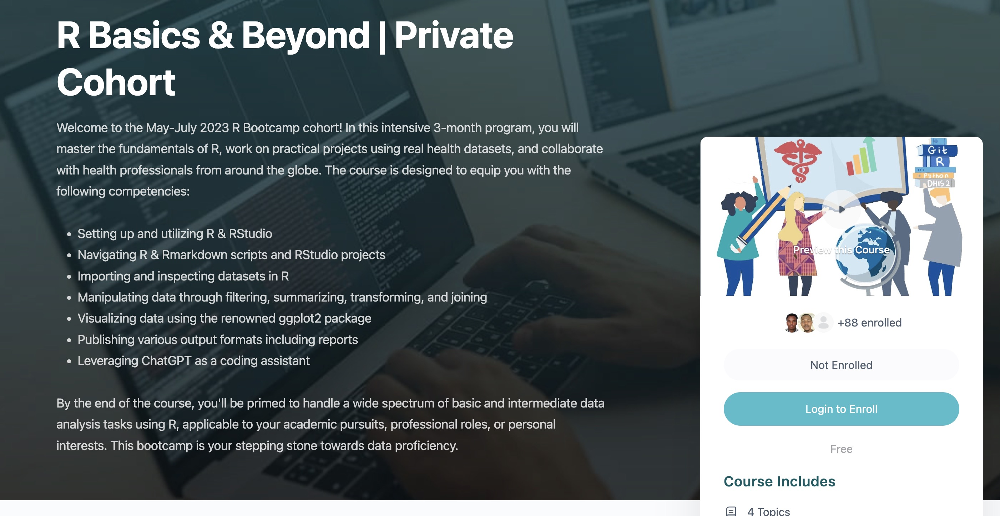 R Basics & Beyond | Private
Cohort
Welcome to the May-July 2023 R Bootcamp cohort! In this intensive 3-month program, you will
master the fundamentals of R, work on practical projects using real health datasets, and collaborate
with health professionals from around the globe. The course is designed to equip you with the
following competencies:
• Setting up and utilizing R & RStudio
• Navigating R & Rmarkdown scripts and RStudio projects
• Importing and inspecting datasets in R
• Manipulating data through filtering, summarizing, transforming, and joining
• Visualizing data using the renowned ggplot2 package
• Publishing various output formats including reports
• Leveraging ChatGPT as a coding assistant
By the end of the course, you'll be primed to handle a wide spectrum of basic and intermediate data
analysis tasks using R, applicable to your academic pursuits, professional roles, or personal
interests. This bootcamp is your stepping stone towards data proficiency.
Git
R
Python
DHIS2
Preview this Course
+88 enrolled
Not Enrolled
Login to Enroll
Free
Course Includes
4 Topics